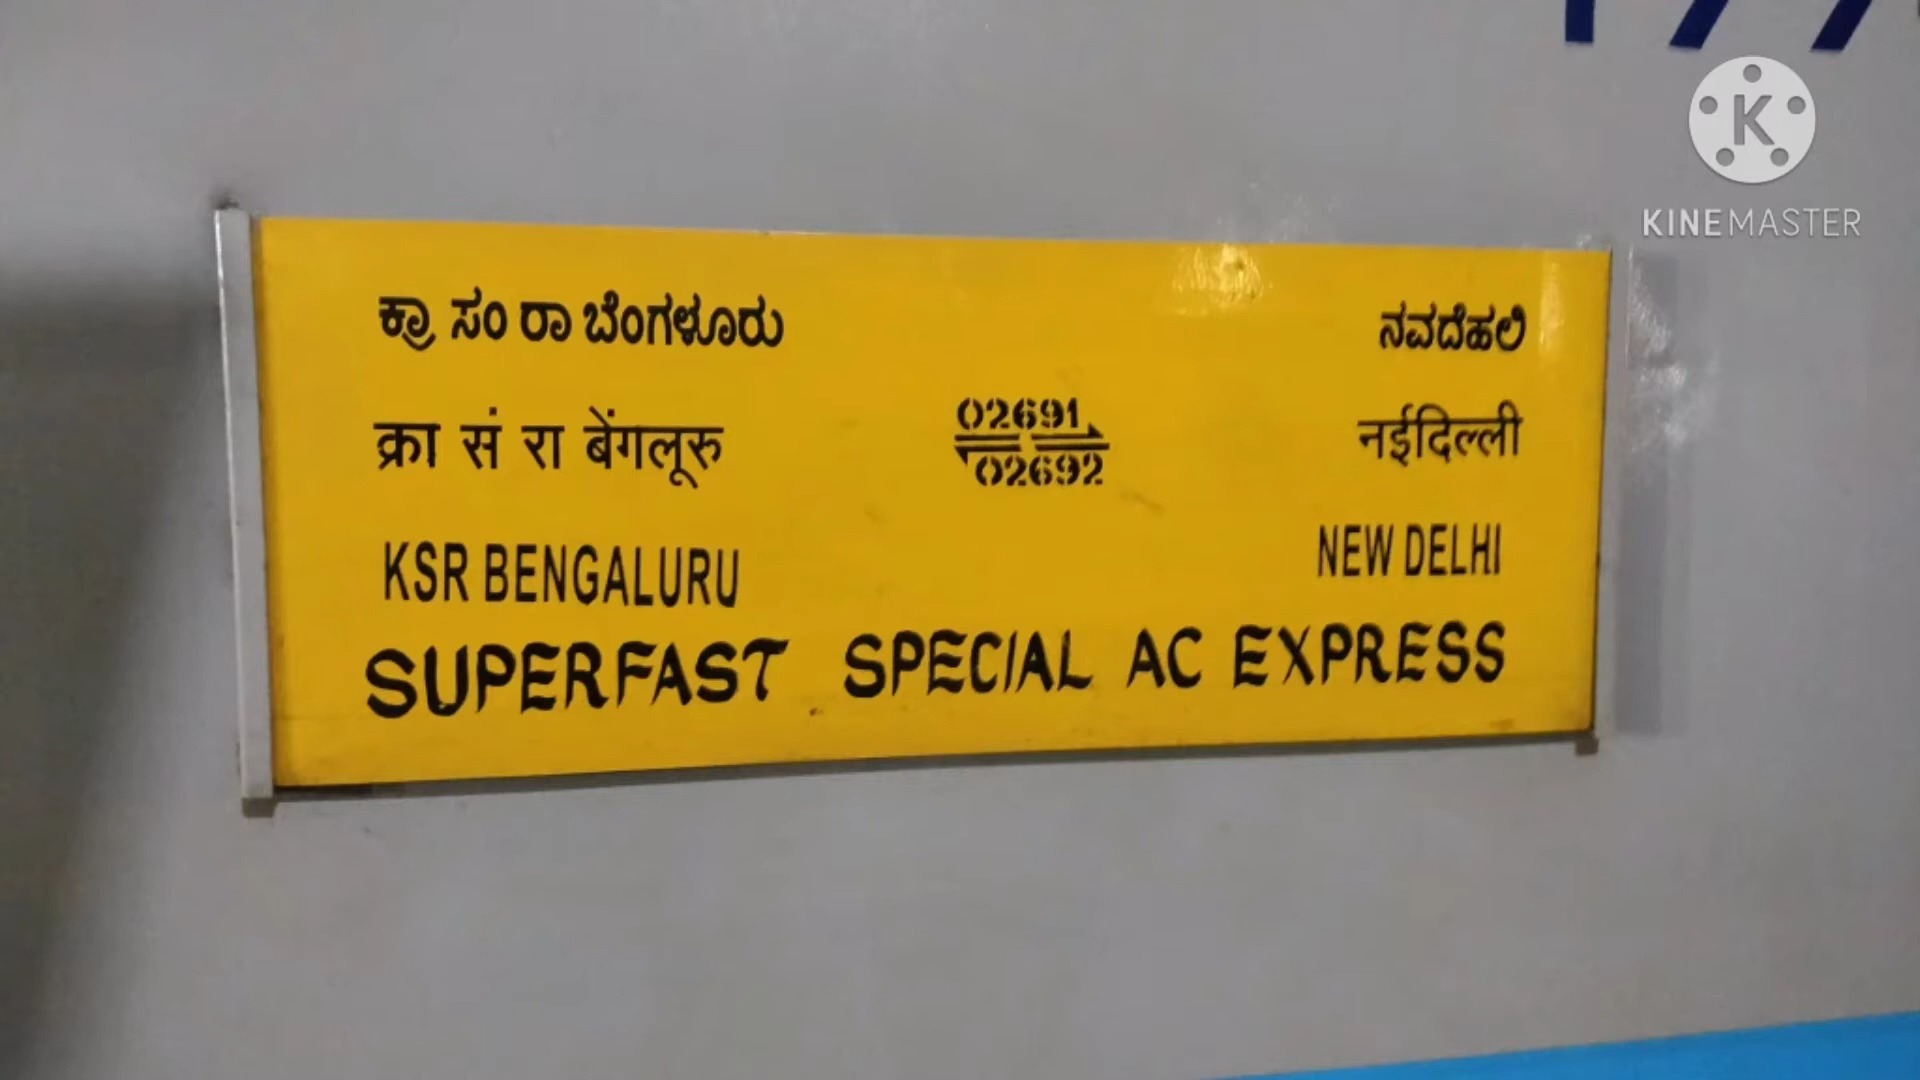 ಕ್ರಾ ಸಂ ರಾ ಬೆಂಗಳೂರು ನವದೆಹಲಿ
क्रा सं रा बेंगलूरु 02691 नईदिल्ली
02692
KSR BENGALURU NEW DELHI
SUPERFAST SPECIAL AC EXPRESS
K
KINEMASTER